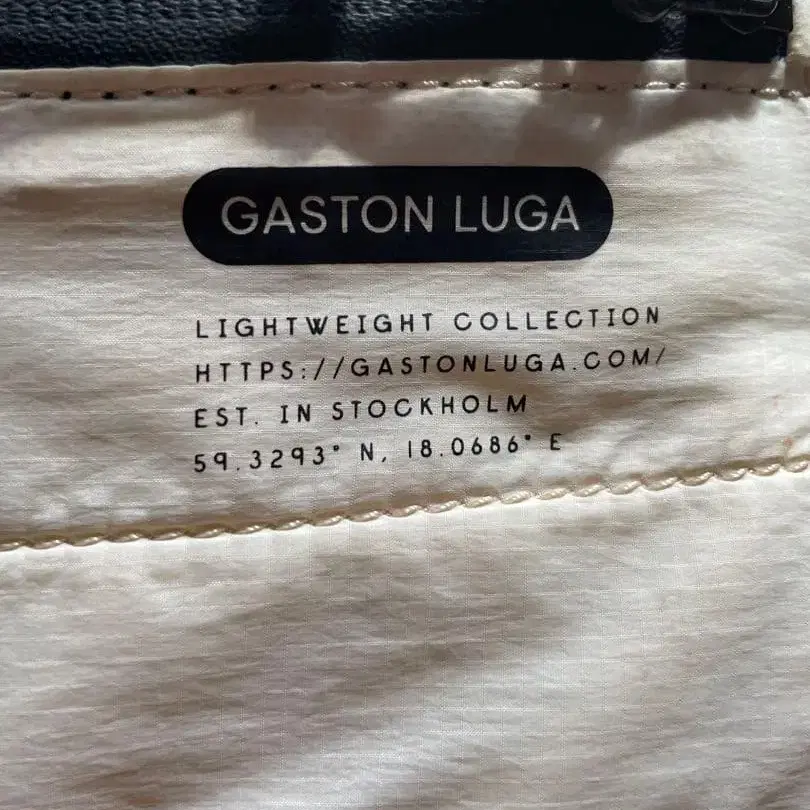 GASTON LUGA
LIGHTWEIGHT COLLECTION
HTTPS://GASTONLUGA.COM/
EST. IN STOCKHOLM
59.3293° N, 18.0686° E